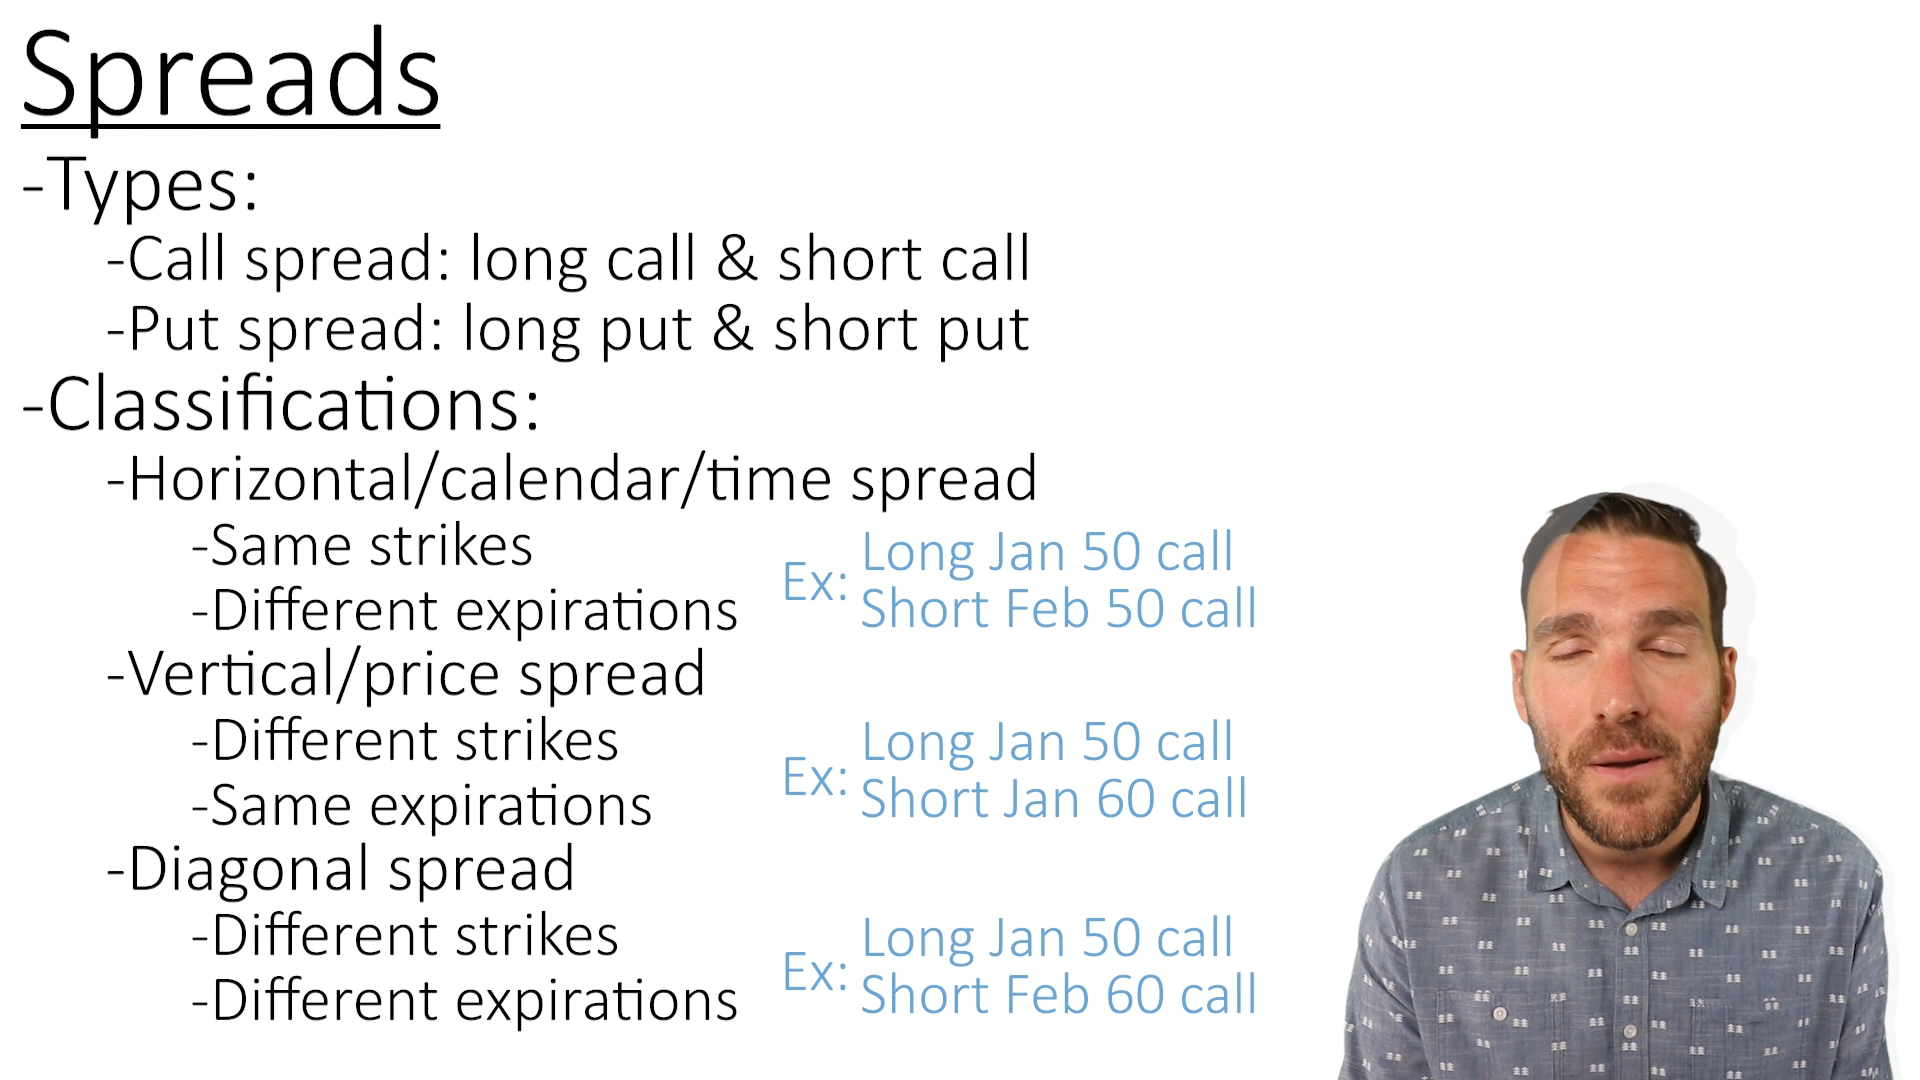 Spreads
-Types:
-Call spread: long call & short call
-Put spread: long put & short put
-Classifications:
-Horizontal/calendar/time spread
-Same strikes
-Different expirations
Ex: Long Jan 50 call
Short Feb 50 call
-Vertical/price spread
-Different strikes
-Same expirations
Ex: Long Jan 50 call
Short Jan 60 call
-Diagonal spread
-Different strikes
-Different expirations
Ex: Long Jan 50 call
Short Feb 60 call